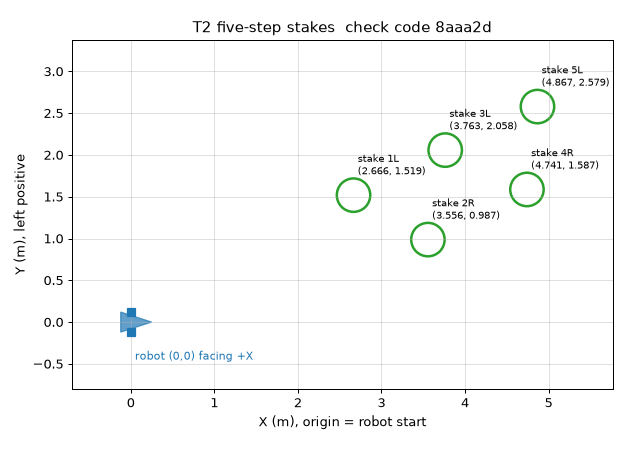 T2 five-step stakes  check code 8aaa2d
Y (m), left positive
3.0
2.5
2.0
1.5
1.0
0.5
0.0
−0.5
stake 5L
(4.867, 2.579)
stake 3L
(3.763, 2.058)
stake 1L
(2.666, 1.519)
stake 4R
(4.741, 1.587)
stake 2R
(3.556, 0.987)
robot (0,0) facing +X
0
1
2
3
4
5
X (m), origin = robot start